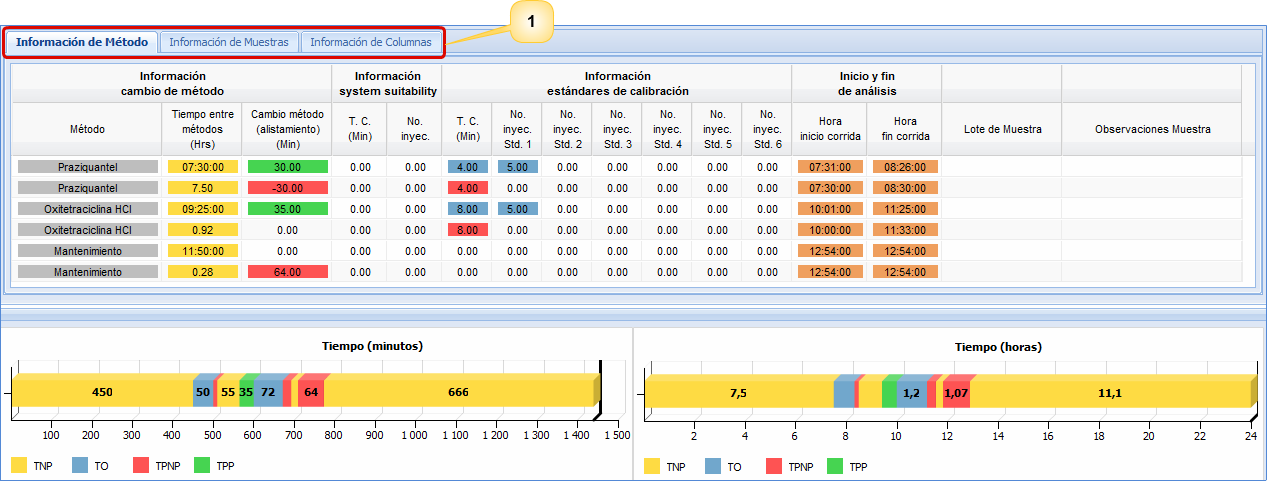 1
Información de Método Información de Muestras Información de Columnas
Información cambio de método Información system suitability Información estándares de calibración Inicio y fin de análisis
Método Tiempo entre métodos (Hrs) Cambio método (alistamiento) (Min) T. C. (Min) No. inyec. T. C. (Min) No. inyec. Std. 1 No. inyec. Std. 2 No. inyec. Std. 3 No. inyec. Std. 4 No. inyec. Std. 5 No. inyec. Std. 6 Hora inicio corrida Hora fin corrida Lote de Muestra Observaciones Muestra
Praziquantel 07:30:00 30.00 0.00 0.00 4.00 5.00 0.00 0.00 0.00 0.00 0.00 07:31:00 08:26:00
Praziquantel 7.50 -30.00 0.00 0.00 4.00 0.00 0.00 0.00 0.00 0.00 0.00 07:30:00 08:30:00
Oxitetraciclina HCl 09:25:00 35.00 0.00 0.00 8.00 5.00 0.00 0.00 0.00 0.00 0.00 10:01:00 11:25:00
Oxitetraciclina HCl 0.92 0.00 0.00 0.00 8.00 0.00 0.00 0.00 0.00 0.00 0.00 10:00:00 11:33:00
Mantenimiento 11:50:00 0.00 0.00 0.00 0.00 0.00 0.00 0.00 0.00 0.00 0.00 12:54:00 12:54:00
Mantenimiento 0.28 64.00 0.00 0.00 0.00 0.00 0.00 0.00 0.00 0.00 0.00 12:54:00 12:54:00
Tiempo (minutos)
450 50 55 35 72 64 666
100 200 300 400 500 600 700 800 900 1 000 1 100 1 200 1 300 1 400 1 500
TNP TO TPNP TPP
Tiempo (horas)
7,5 1,2 1,07 11,1
2 4 6 8 10 12 14 16 18 20 22 24
TNP TO TPNP TPP